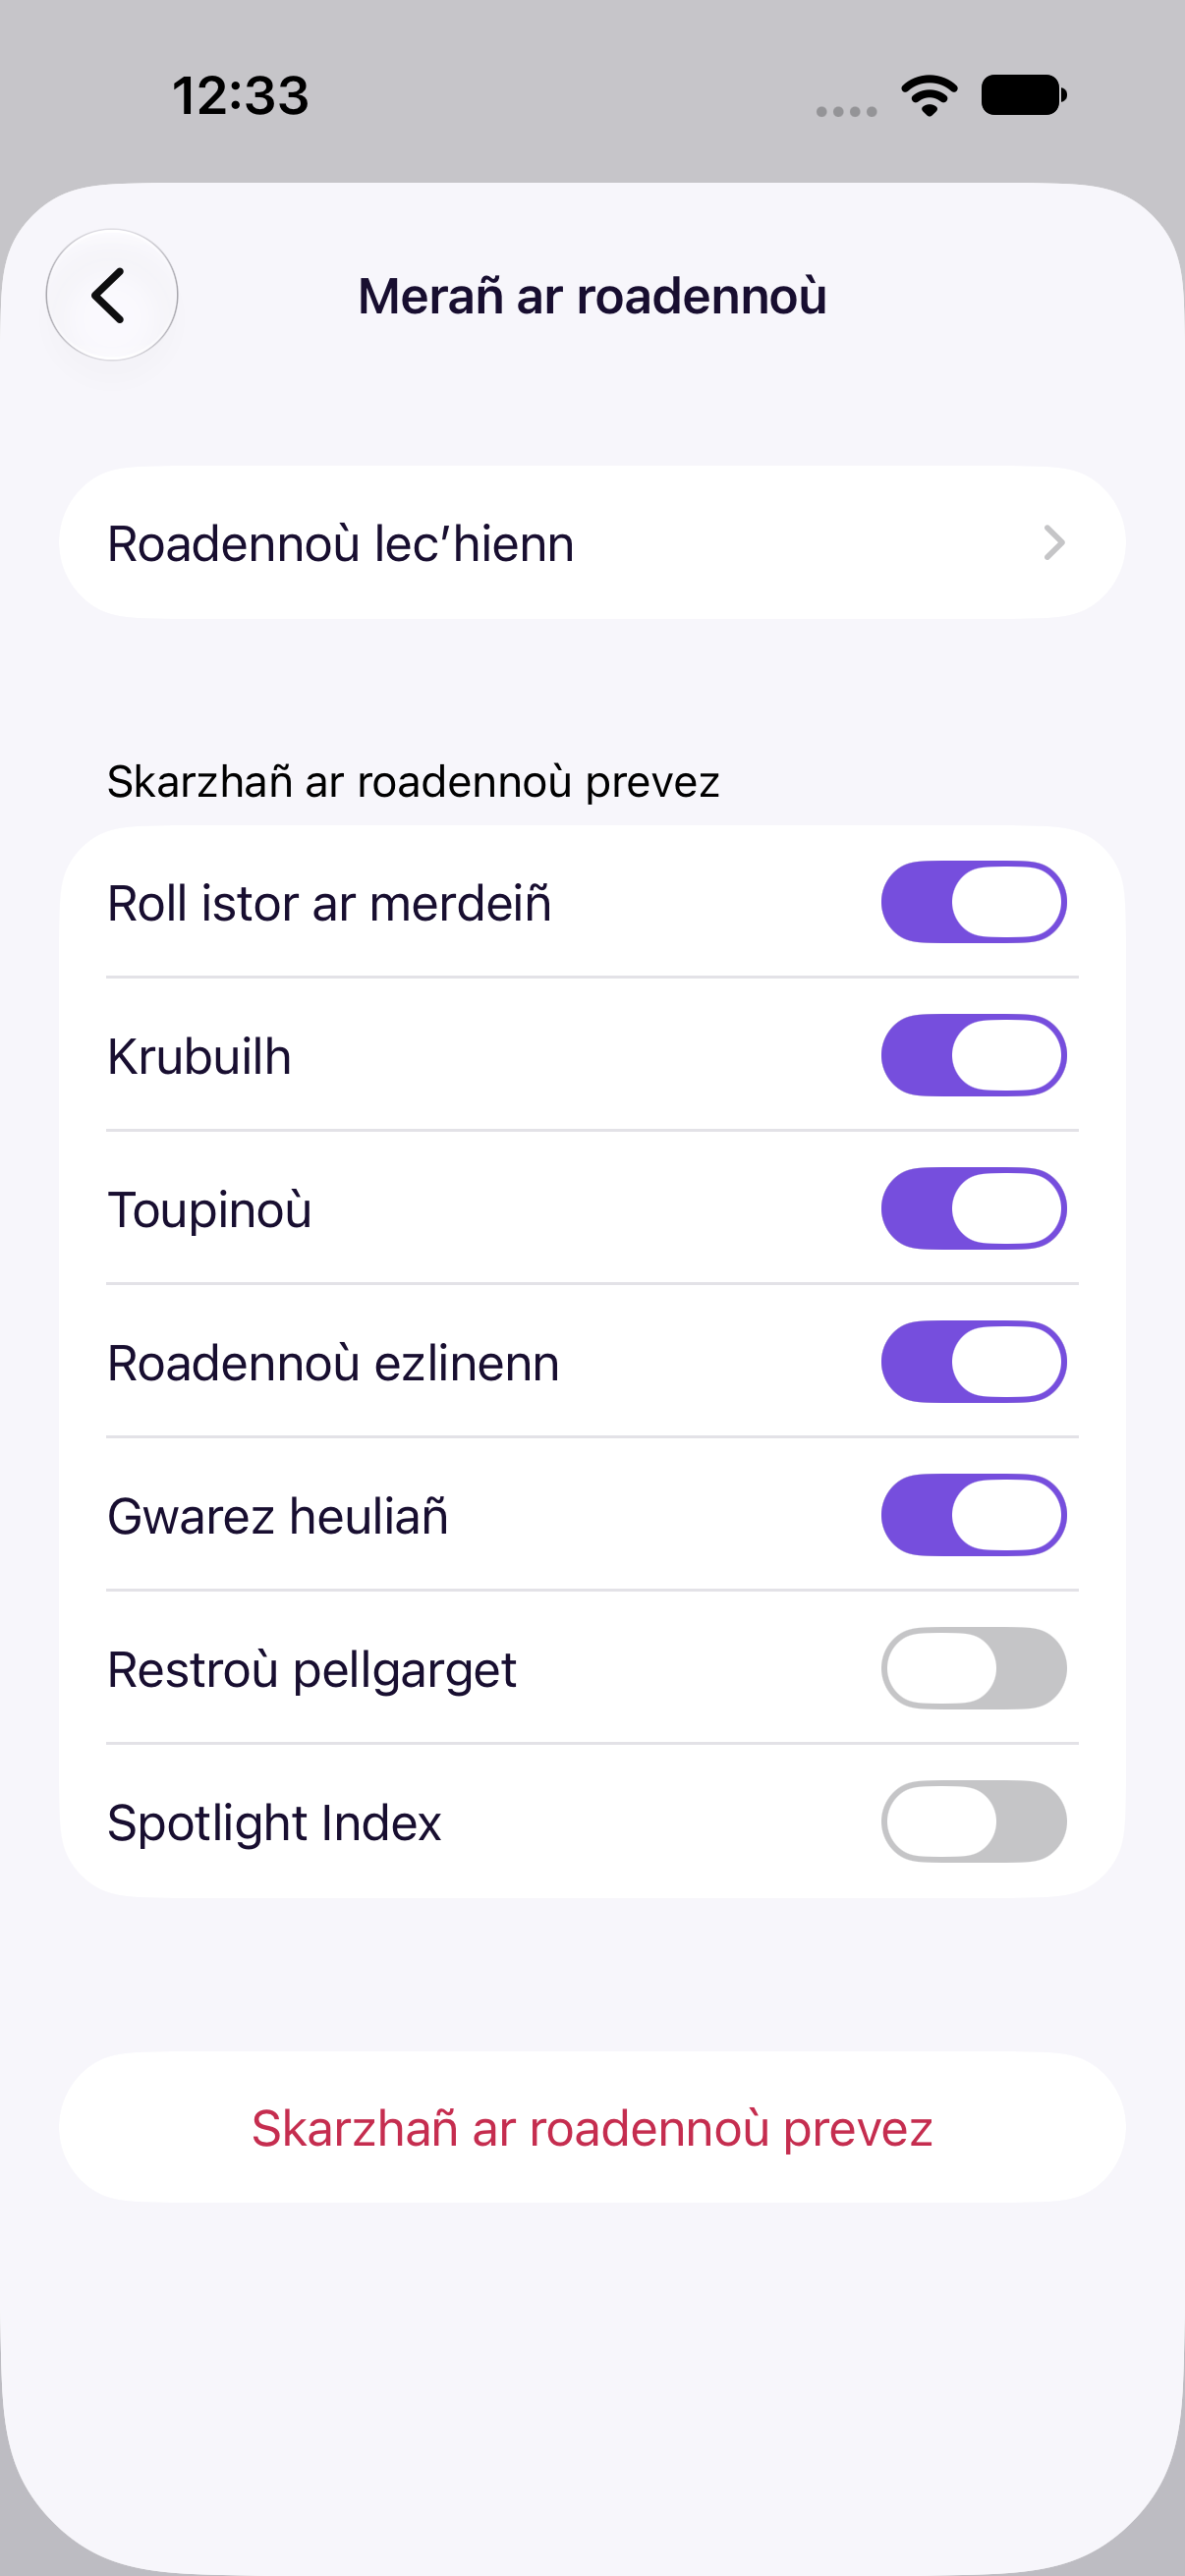 12:33
Merañ ar roadennoù
Roadennoù lec’hienn
Skarzhañ ar roadennoù prevez
Roll istor ar merdeiñ
Krubuilh
Toupinoù
Roadennoù ezlinenn
Gwarez heuliañ
Restroù pellgarget
Spotlight Index
Skarzhañ ar roadennoù prevez